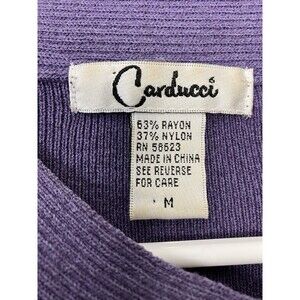 Carducci
63% RAYON
37% NYLON
RN 58623
MADE IN CHINA
SEE REVERSE
FOR CARE
M